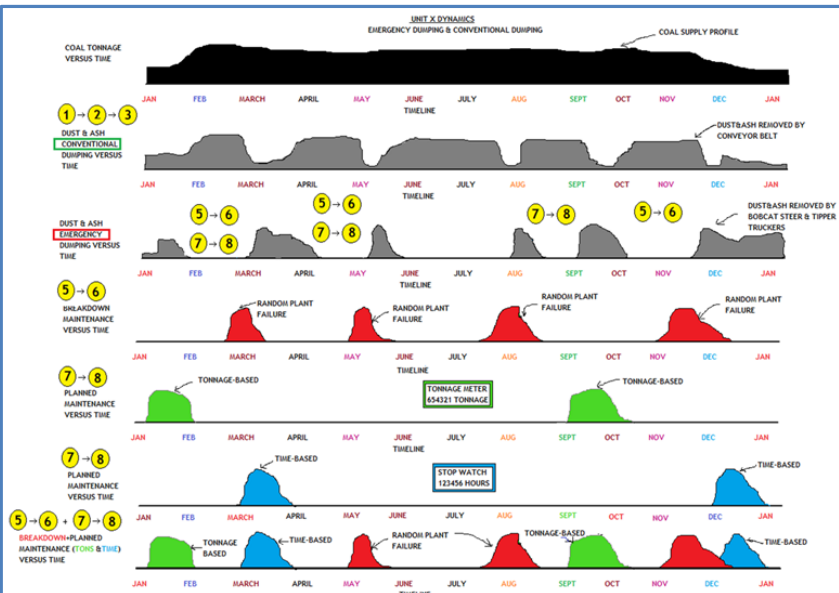 UNIT X DYNAMICS
EMERGENCY DUMPING & CONVENTIONAL DUMPING
COAL TONNAGE
VERSUS TIME
COAL SUPPLY PROFILE
JAN FEB MARCH APRIL MAY JUNE JULY AUG SEPT OCT NOV DEC JAN
TIMELINE
1 → 2 → 3
DUST & ASH
CONVENTIONAL
DUMPING VERSUS
TIME
DUST&ASH REMOVED BY
CONVEYOR BELT
JAN FEB MARCH APRIL MAY JUNE JULY AUG SEPT OCT NOV DEC JAN
TIMELINE
DUST & ASH
EMERGENCY
DUMPING VERSUS
TIME
5 → 6
7 → 8
5 → 6
7 → 8
7 → 8
5 → 6
DUST&ASH REMOVED BY
BOBCAT STEER & TIPPER
TRUCKERS
JAN FEB MARCH APRIL MAY JUNE JULY AUG SEPT OCT NOV DEC JAN
TIMELINE
5 → 6
BREAKDOWN
MAINTENANCE
VERSUS TIME
RANDOM PLANT
FAILURE
RANDOM PLANT
FAILURE
RANDOM PLANT
FAILURE
RANDOM PLANT
FAILURE
JAN FEB MARCH APRIL MAY JUNE JULY AUG SEPT OCT NOV DEC JAN
TIMELINE
7 → 8
PLANNED
MAINTENANCE
VERSUS TIME
TONNAGE-BASED
TONNAGE METER
654321 TONNAGE
TONNAGE-BASED
JAN FEB MARCH APRIL MAY JUNE JULY AUG SEPT OCT NOV DEC JAN
TIMELINE
7 → 8
PLANNED
MAINTENANCE
VERSUS TIME
TIME-BASED
STOP WATCH
123456 HOURS
TIME-BASED
JAN FEB MARCH APRIL MAY JUNE JULY AUG SEPT OCT NOV DEC JAN
TIMELINE
5 → 6 + 7 → 8
BREAKDOWN+PLANNED
MAINTENANCE (TONS &TIME)
VERSUS TIME
TONNAGE
BASED
TIME-BASED
RANDOM PLANT
FAILURE
TONNAGE-BASED
TIME-BASED
JAN FEB MARCH APRIL MAY JUNE JULY AUG SEPT OCT NOV DEC JAN
TIMELINE